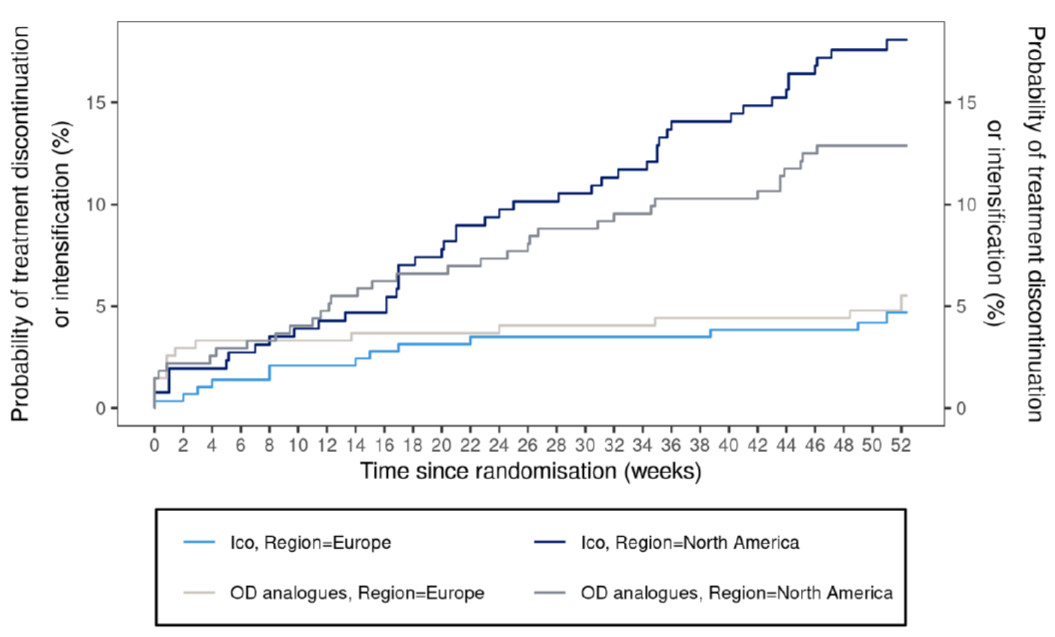 Probability of treatment discontinuation
or intensification (%)
15
10
5
0
15
10
5
0
Probability of treatment discontinuation
or intensification (%)
0 2 4 6 8 10 12 14 16 18 20 22 24 26 28 30 32 34 36 38 40 42 44 46 48 50 52
Time since randomisation (weeks)
Ico, Region=Europe
Ico, Region=North America
OD analogues, Region=Europe
OD analogues, Region=North America